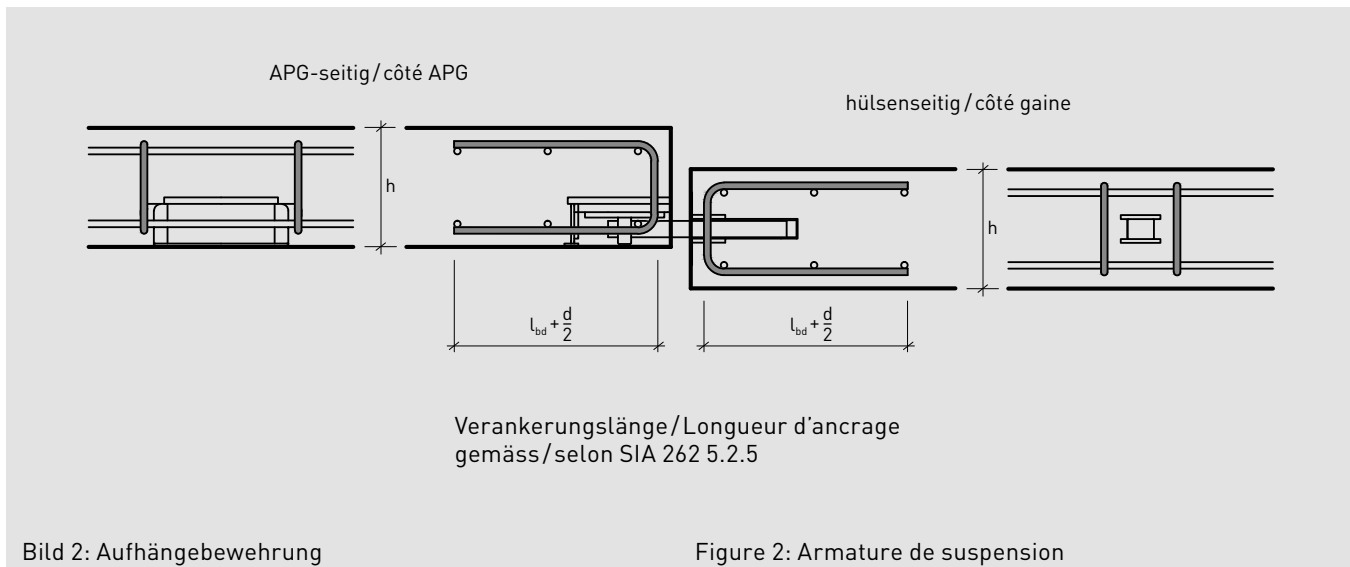 APG-seitig/côté APG
hülsenseitig/côté gaine
h
h
l_bd + d/2
l_bd + d/2
Verankerungslänge/Longueur d'ancrage
gemäss/selon SIA 262 5.2.5
Bild 2: Aufhängebewehrung
Figure 2: Armature de suspension